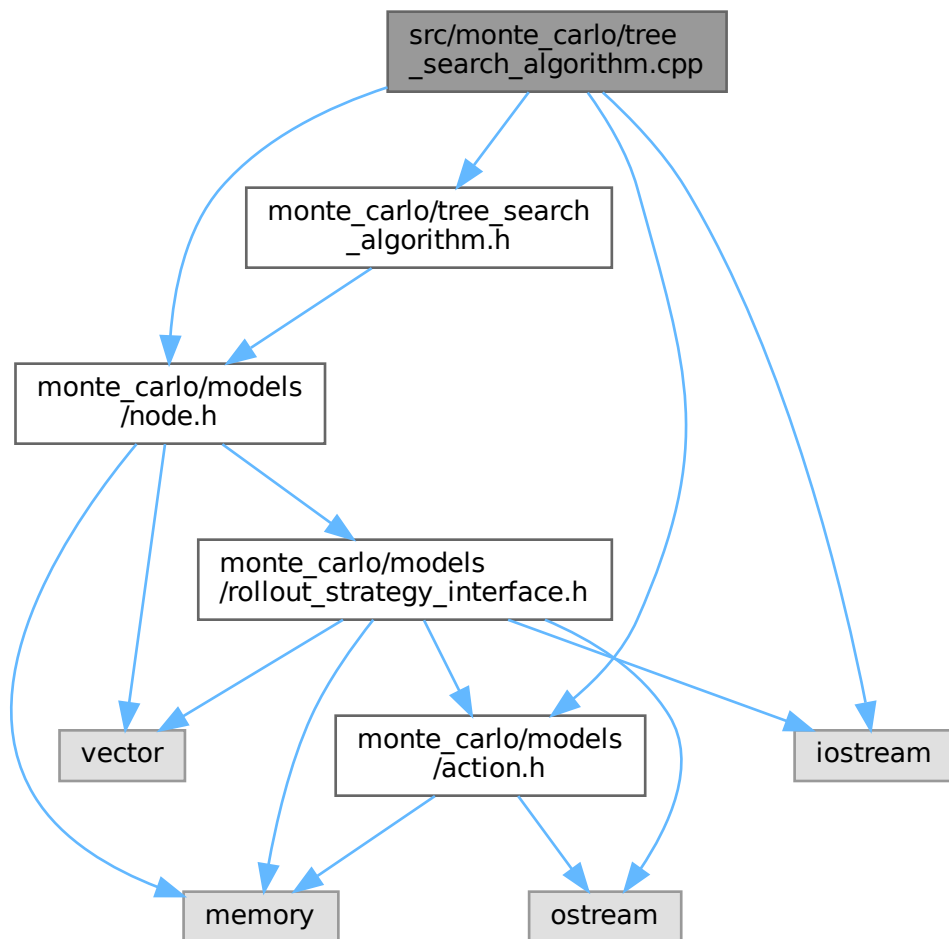 src/monte_carlo/tree
_search_algorithm.cpp
monte_carlo/tree_search
_algorithm.h
monte_carlo/models
/node.h
monte_carlo/models
/rollout_strategy_interface.h
vector
monte_carlo/models
/action.h
iostream
memory
ostream